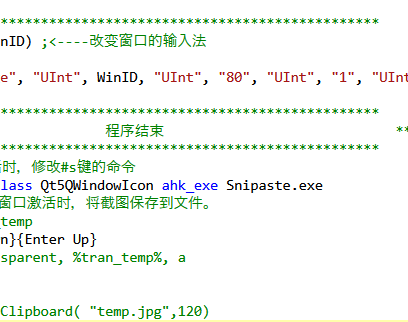 ************************************************
nID) ;<----改变窗口的输入法
e", "UInt", WinID, "UInt", "80", "UInt", "1", "UInt
************************************************
程序结束 **
************************************************
时，修改#s键的命令
lass Qt5QWindowIcon ahk_exe Snipaste.exe
窗口激活时，将截图保存到文件。
_temp
n}{Enter Up}
sparent, %tran_temp%, a
Clipboard( "temp.jpg",120)